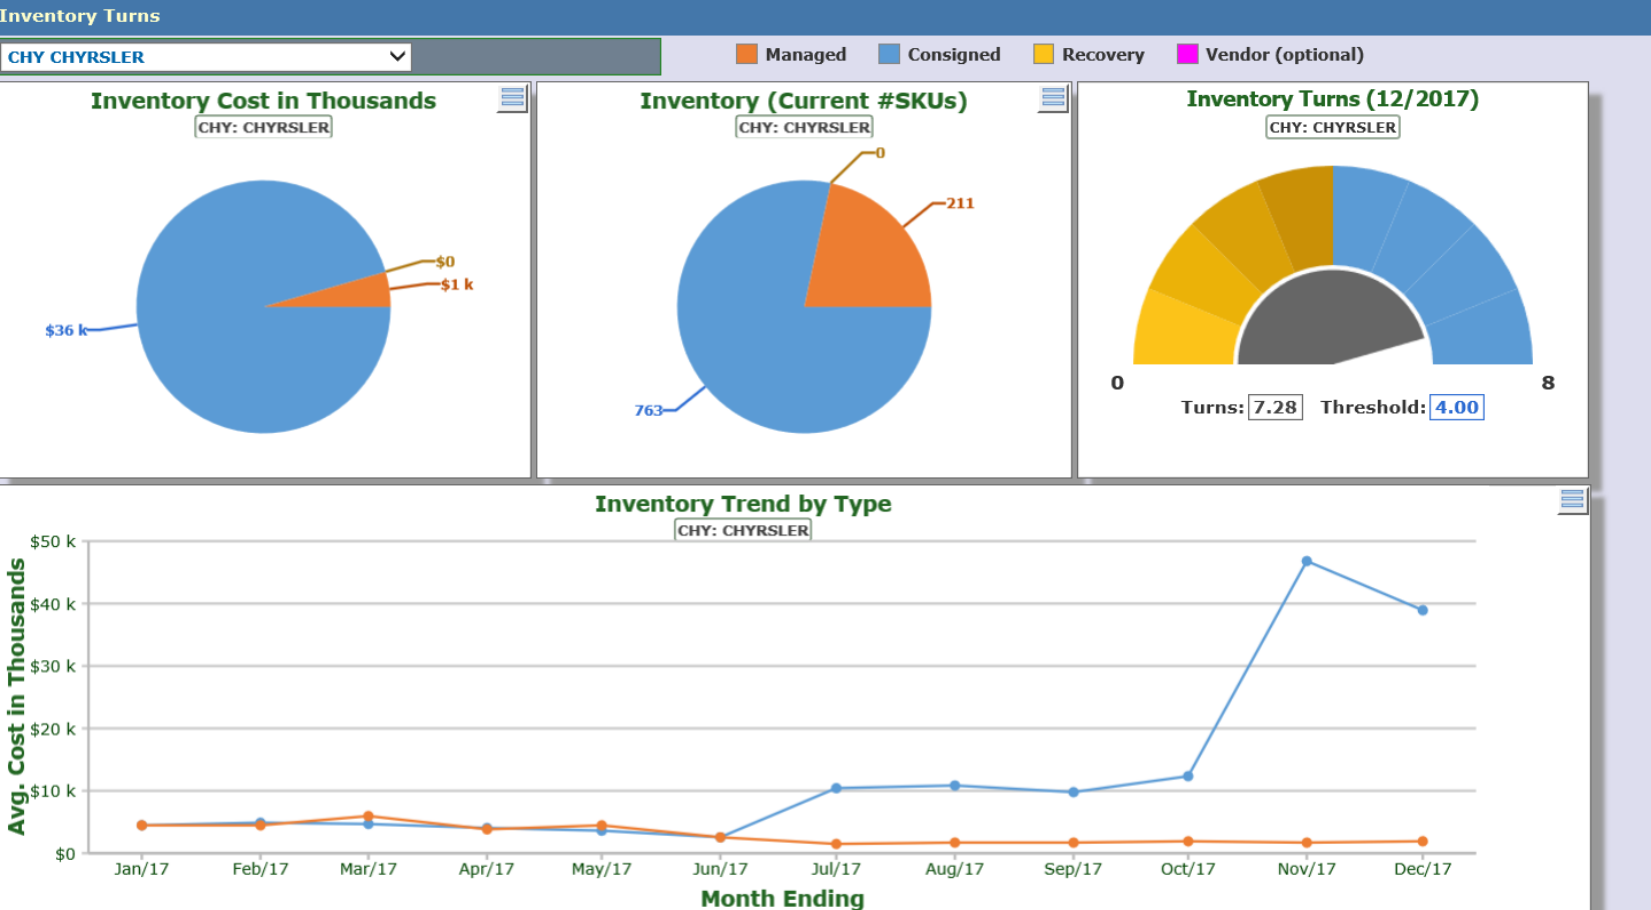 Inventory Turns
CHY CHYRSLER
Managed Consigned Recovery Vendor (optional)
Inventory Cost in Thousands
CHY: CHYRSLER
$0
$1 k
$36 k
Inventory (Current #SKUs)
CHY: CHYRSLER
0
211
763
Inventory Turns (12/2017)
CHY: CHYRSLER
0 8
Turns: 7.28 Threshold: 4.00
Inventory Trend by Type
CHY: CHYRSLER
Avg. Cost in Thousands
$50 k
$40 k
$30 k
$20 k
$10 k
$0
Jan/17 Feb/17 Mar/17 Apr/17 May/17 Jun/17 Jul/17 Aug/17 Sep/17 Oct/17 Nov/17 Dec/17
Month Ending